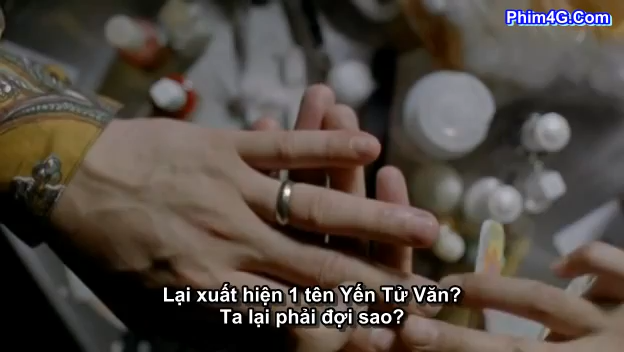 Phim4G.Com
Lại xuất hiện 1 tên Yến Tử Văn?
Ta lại phải đợi sao?